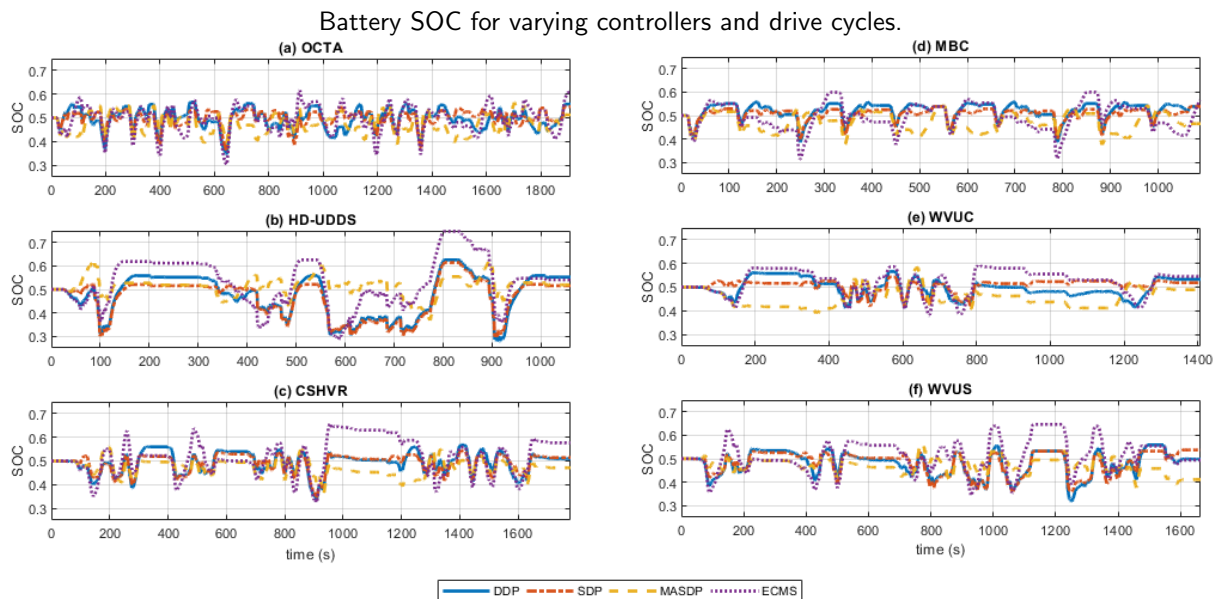 Battery SOC for varying controllers and drive cycles.
(a) OCTA
0.7
0.6
0.5
0.4
0.3
SOC
0 200 400 600 800 1000 1200 1400 1600 1800
(b) HD-UDDS
0.7
0.6
0.5
0.4
0.3
SOC
0 100 200 300 400 500 600 700 800 900 1000
(c) CSHVR
0.7
0.6
0.5
0.4
0.3
SOC
0 200 400 600 800 1000 1200 1400 1600
time (s)
(d) MBC
0.7
0.6
0.5
0.4
0.3
SOC
0 100 200 300 400 500 600 700 800 900 1000
(e) WVUC
0.7
0.6
0.5
0.4
0.3
SOC
0 200 400 600 800 1000 1200 1400
(f) WVUS
0.7
0.6
0.5
0.4
0.3
SOC
0 200 400 600 800 1000 1200 1400 1600
time (s)
DDP SDP MASDP ECMS